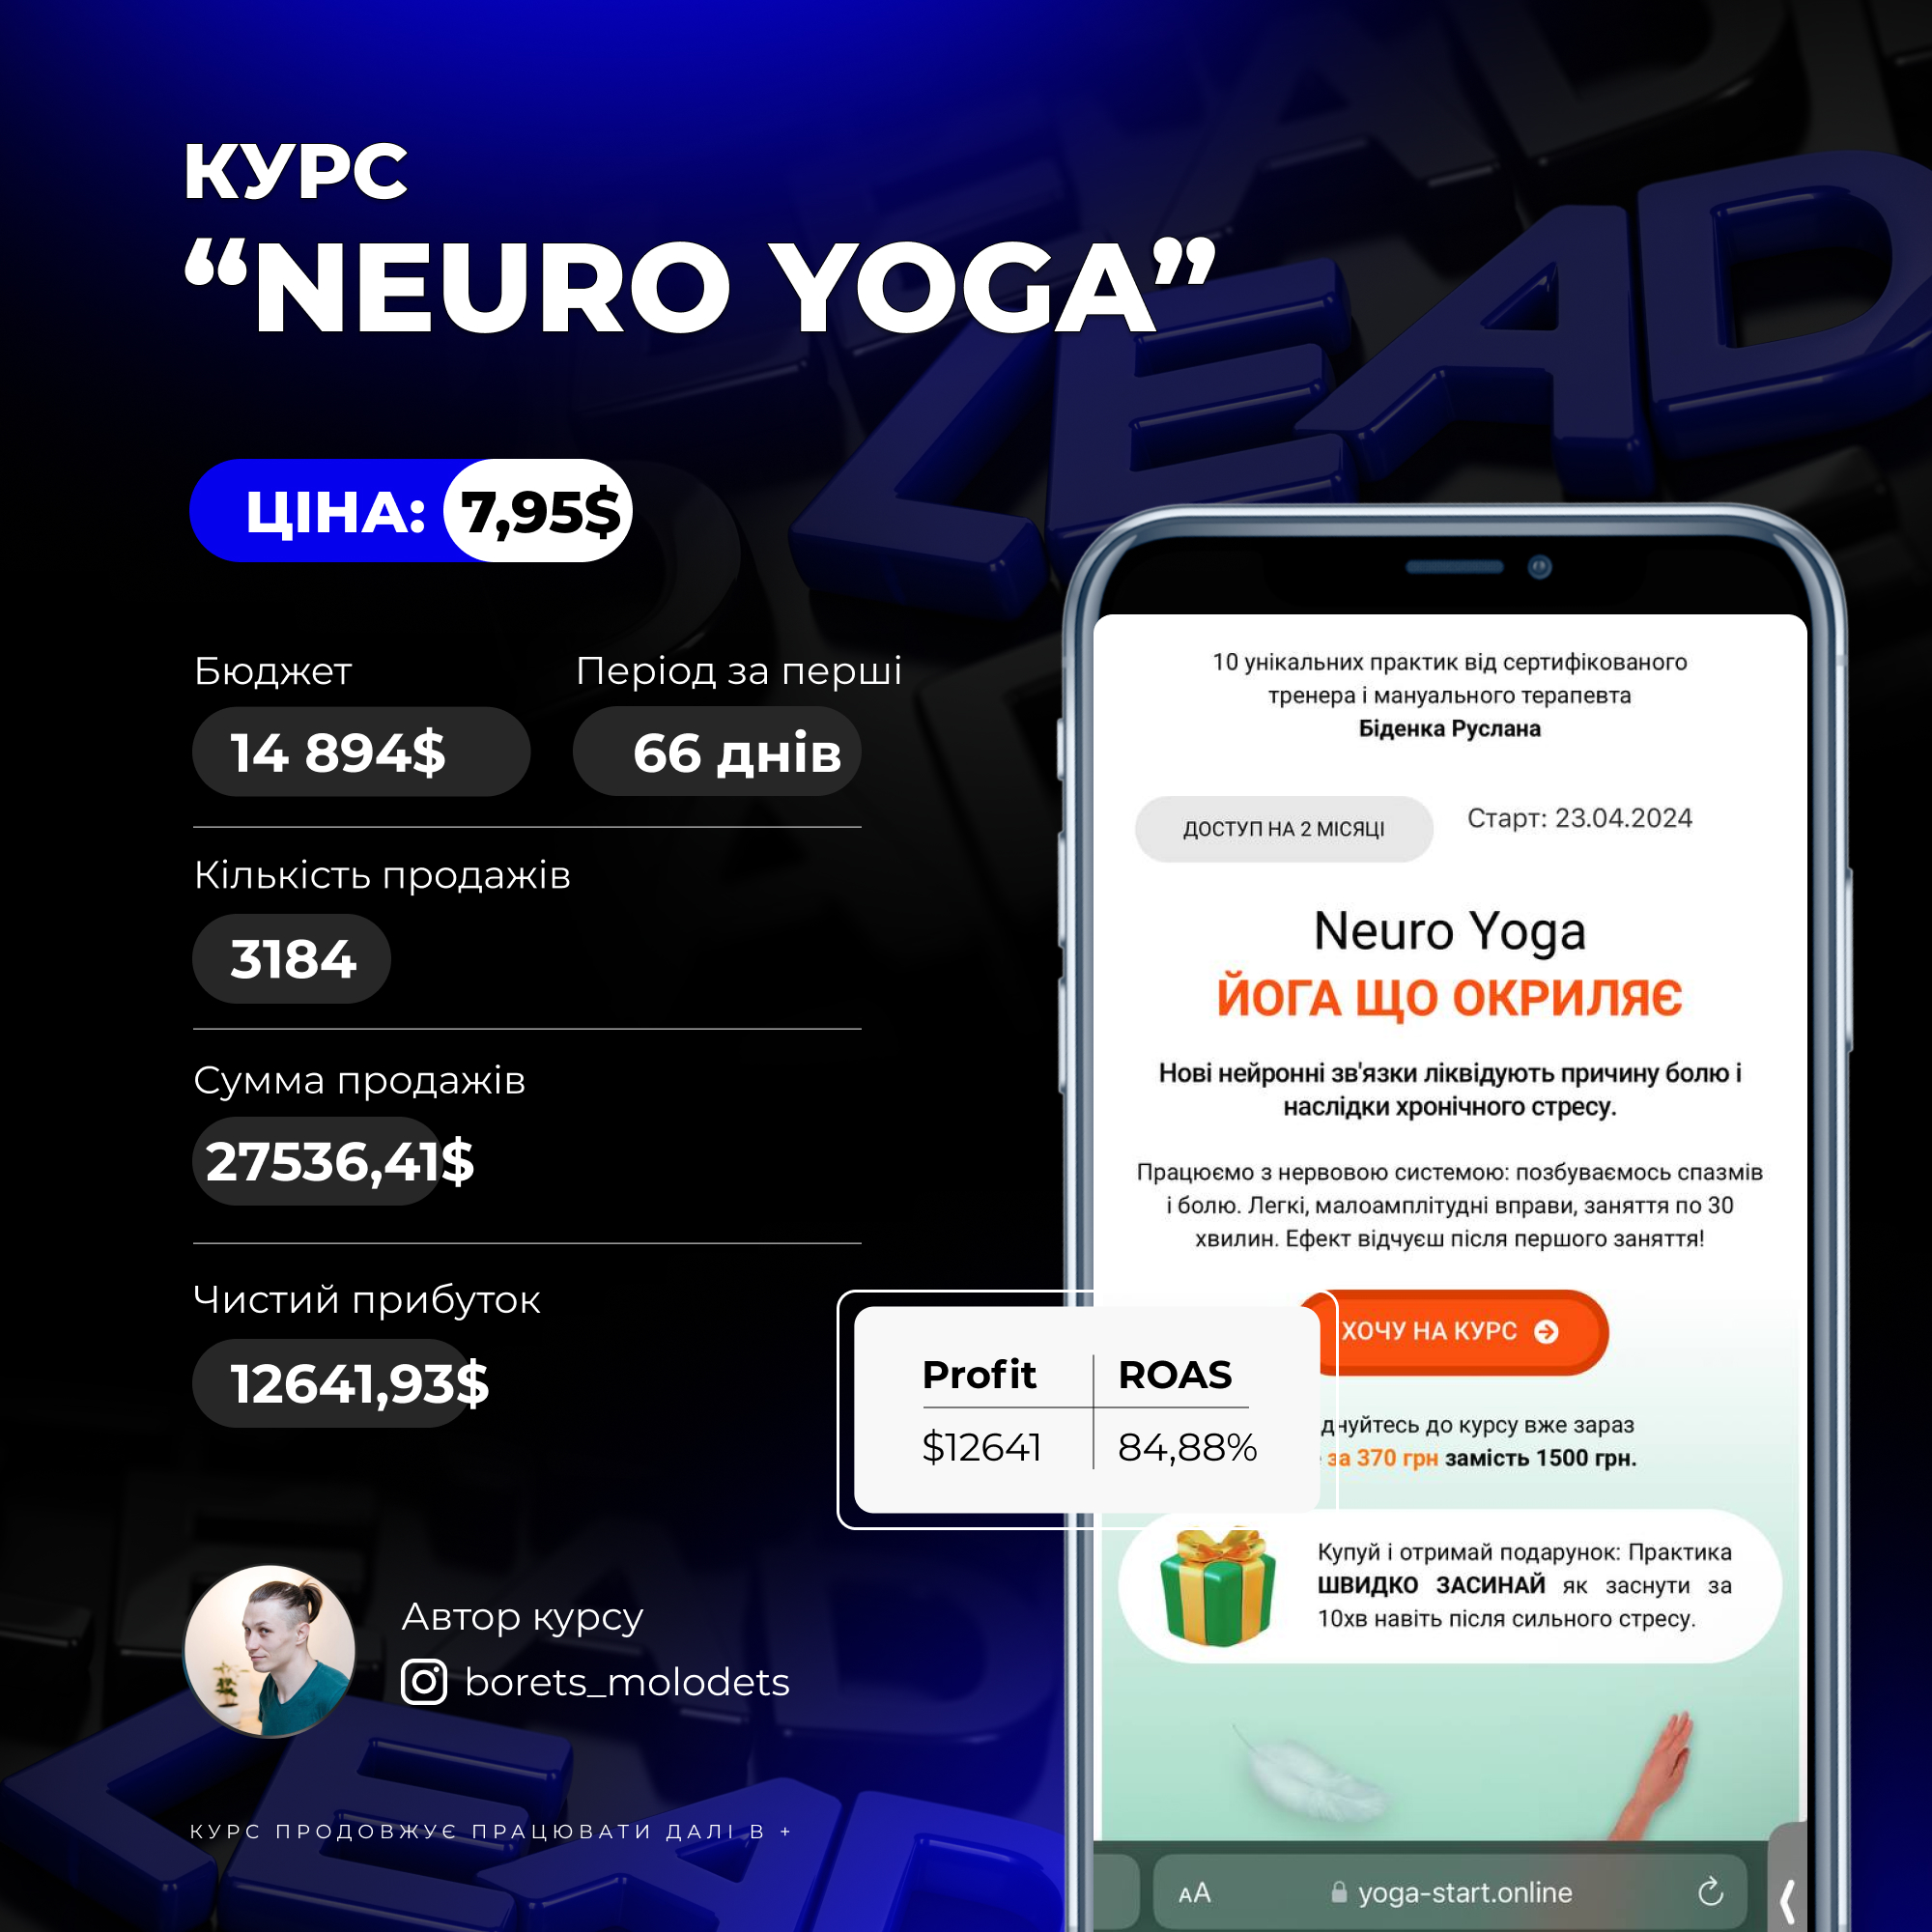 КУРС
“NEURO YOGA”
ЦІНА: 7,95$
Бюджет
14 894$
Період за перші
66 днів
Кількість продажів
3184
Сумма продажів
27536,41$
Чистий прибуток
12641,93$
Автор курсу
borets_molodets
КУРС ПРОДОВЖУЄ ПРАЦЮВАТИ ДАЛІ В +
Profit ROAS
$12641 84,88%
10 унікальних практик від сертифікованого
тренера і мануального терапевта
Біденка Руслана
ДОСТУП НА 2 МІСЯЦІ
Старт: 23.04.2024
Neuro Yoga
ЙОГА ЩО ОКРИЛЯЄ
Нові нейронні зв'язки ліквідують причину болю і
наслідки хронічного стресу.
Працюємо з нервовою системою: позбуваємось спазмів
і болю. Легкі, малоамплітудні вправи, заняття по 30
хвилин. Ефект відчуєш після першого заняття!
ХОЧУ НА КУРС
днуйтесь до курсу вже зараз
за 370 грн замість 1500 грн.
Купуй і отримай подарунок: Практика
ШВИДКО ЗАСИНАЙ як заснути за
10хв навіть після сильного стресу.
AA yoga-start.online
LEAD
LEAD